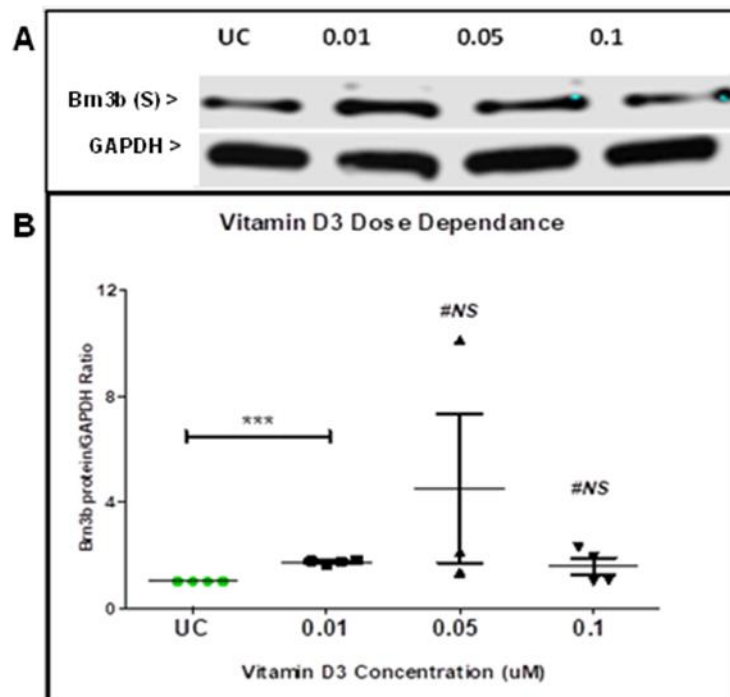 A
UC 0.01 0.05 0.1
Brn3b (S) >
GAPDH >
B
Vitamin D3 Dose Dependance
Brn3b protein/GAPDH Ratio
12
8
4
0
***
#NS
#NS
UC 0.01 0.05 0.1
Vitamin D3 Concentration (uM)